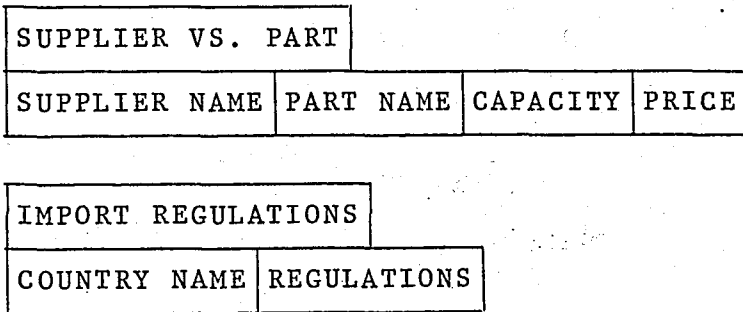 SUPPLIER VS. PART
SUPPLIER NAME PART NAME CAPACITY PRICE
IMPORT REGULATIONS
COUNTRY NAME REGULATIONS